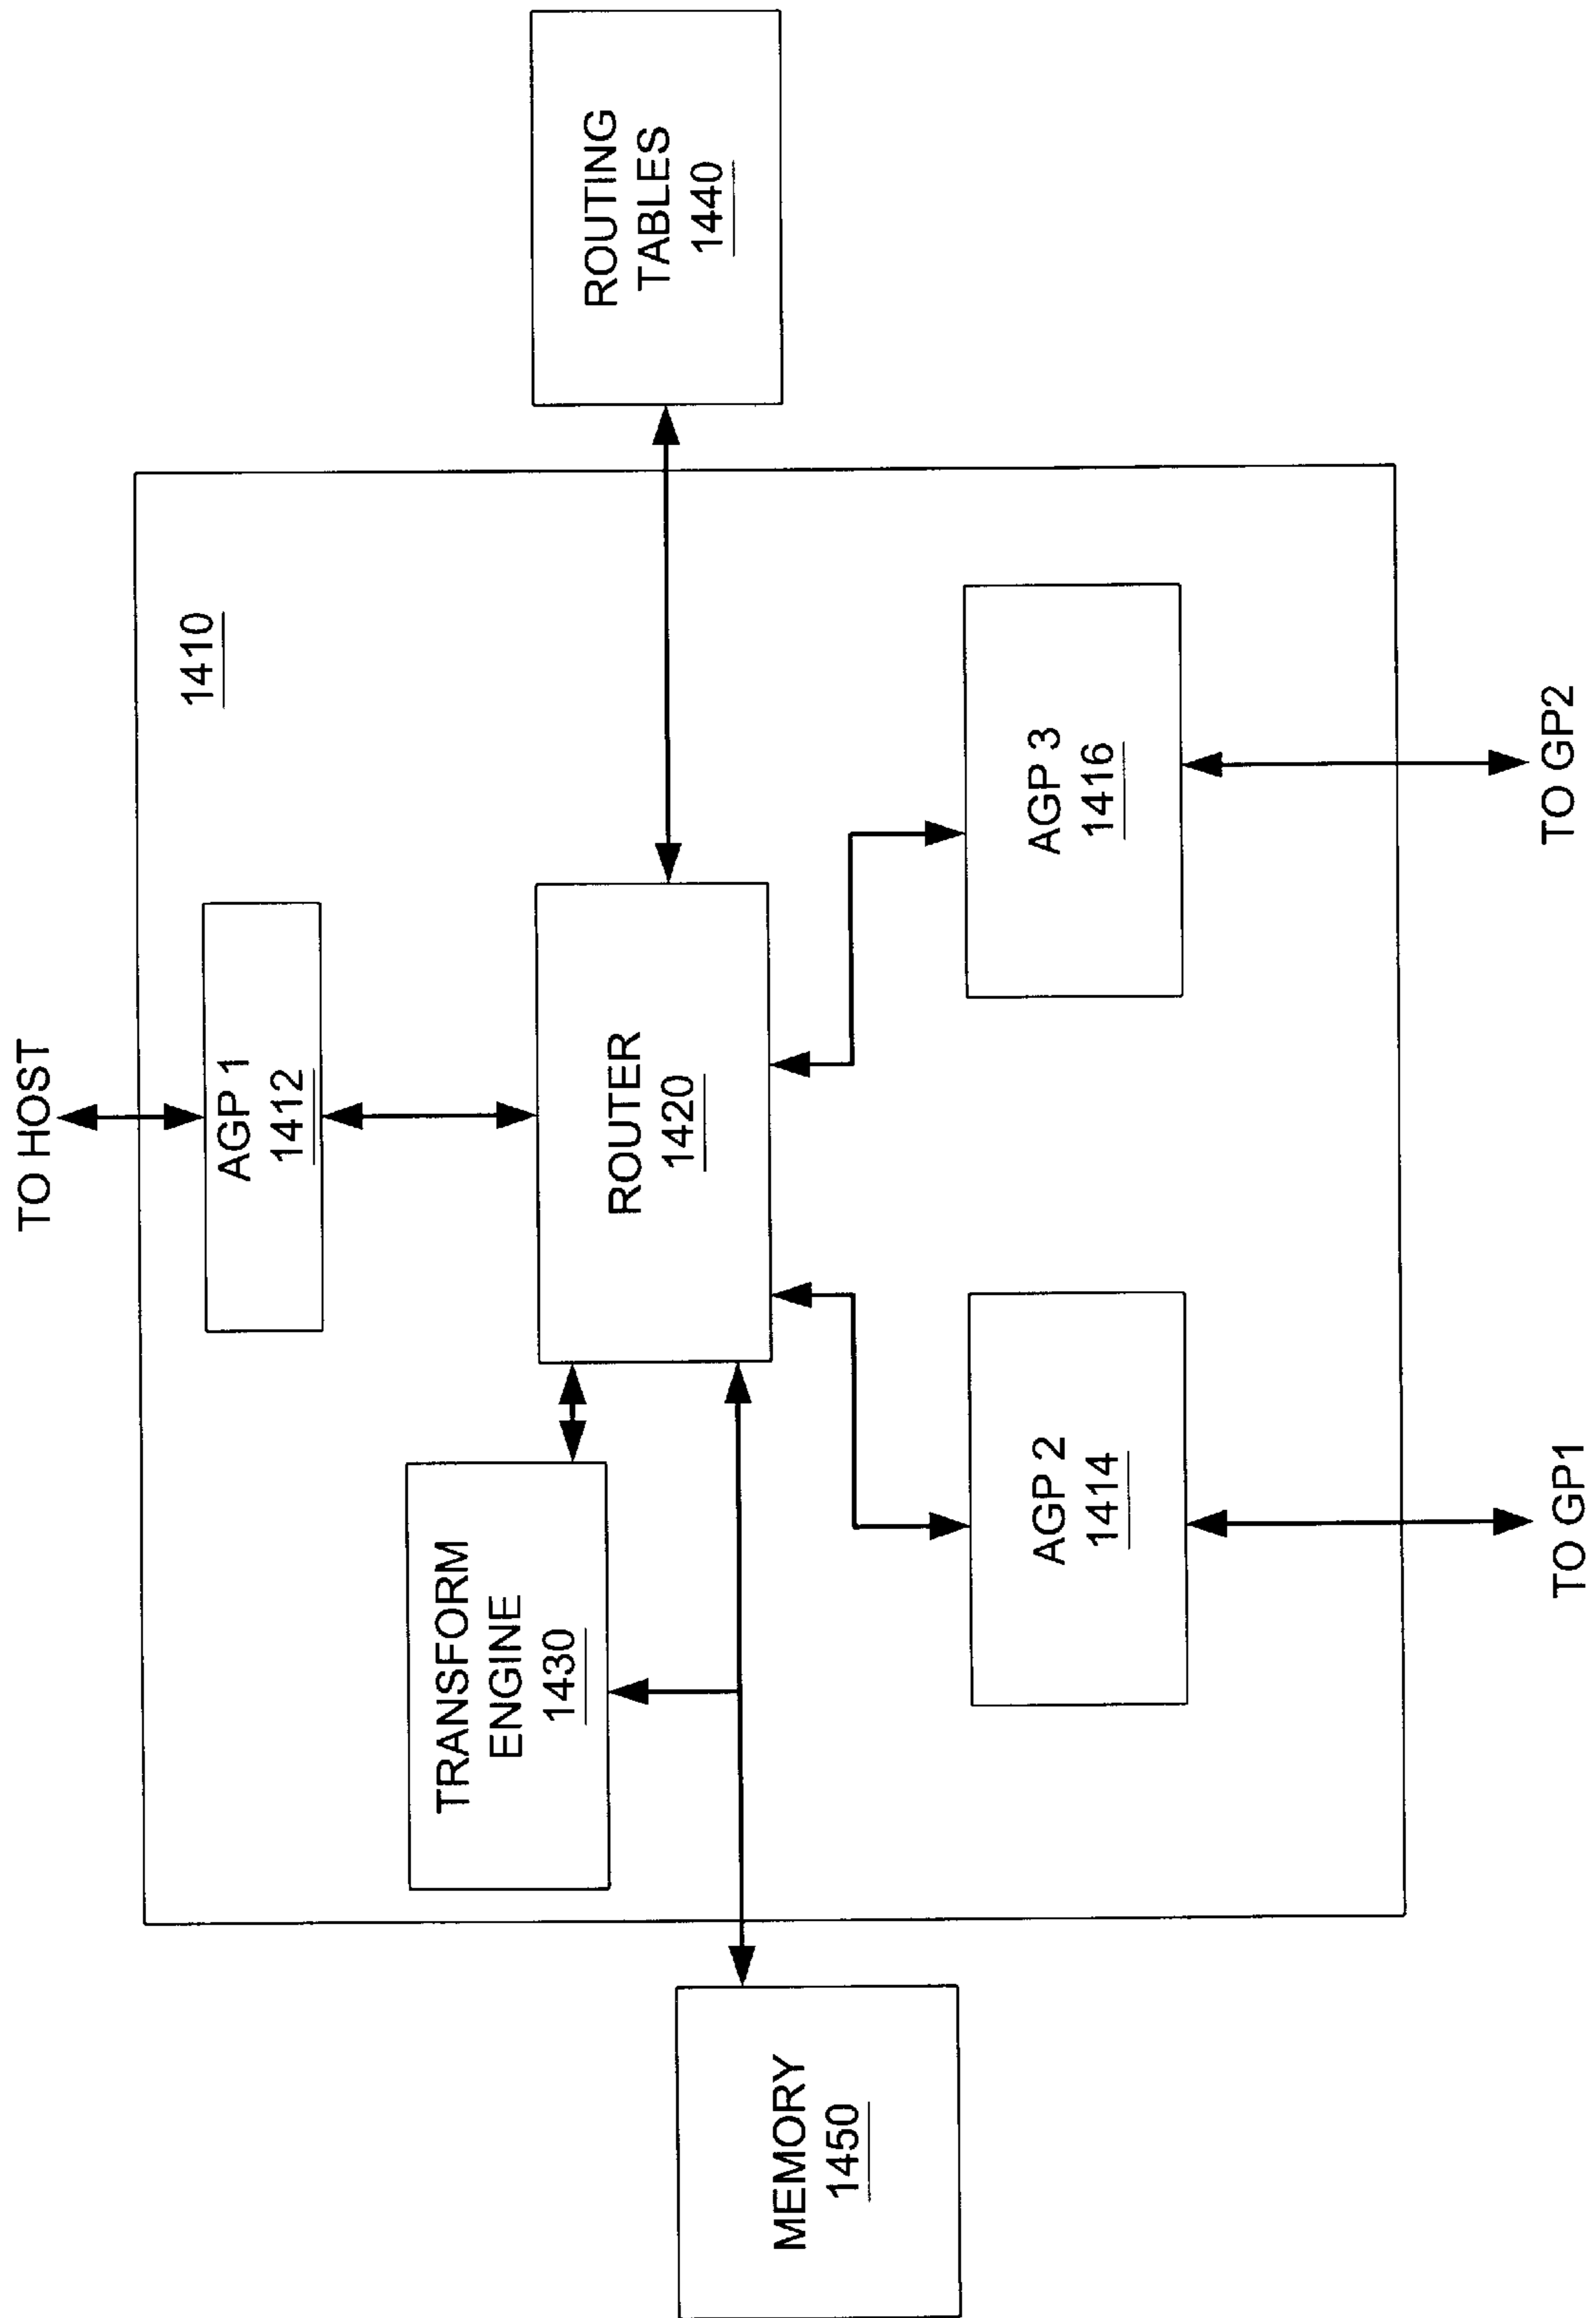 TO HOST
1410
AGP 1
1412
TRANSFORM
ENGINE
1430
ROUTER
1420
ROUTING
TABLES
1440
MEMORY
1450
AGP 2
1414
AGP 3
1416
TO GP1
TO GP2